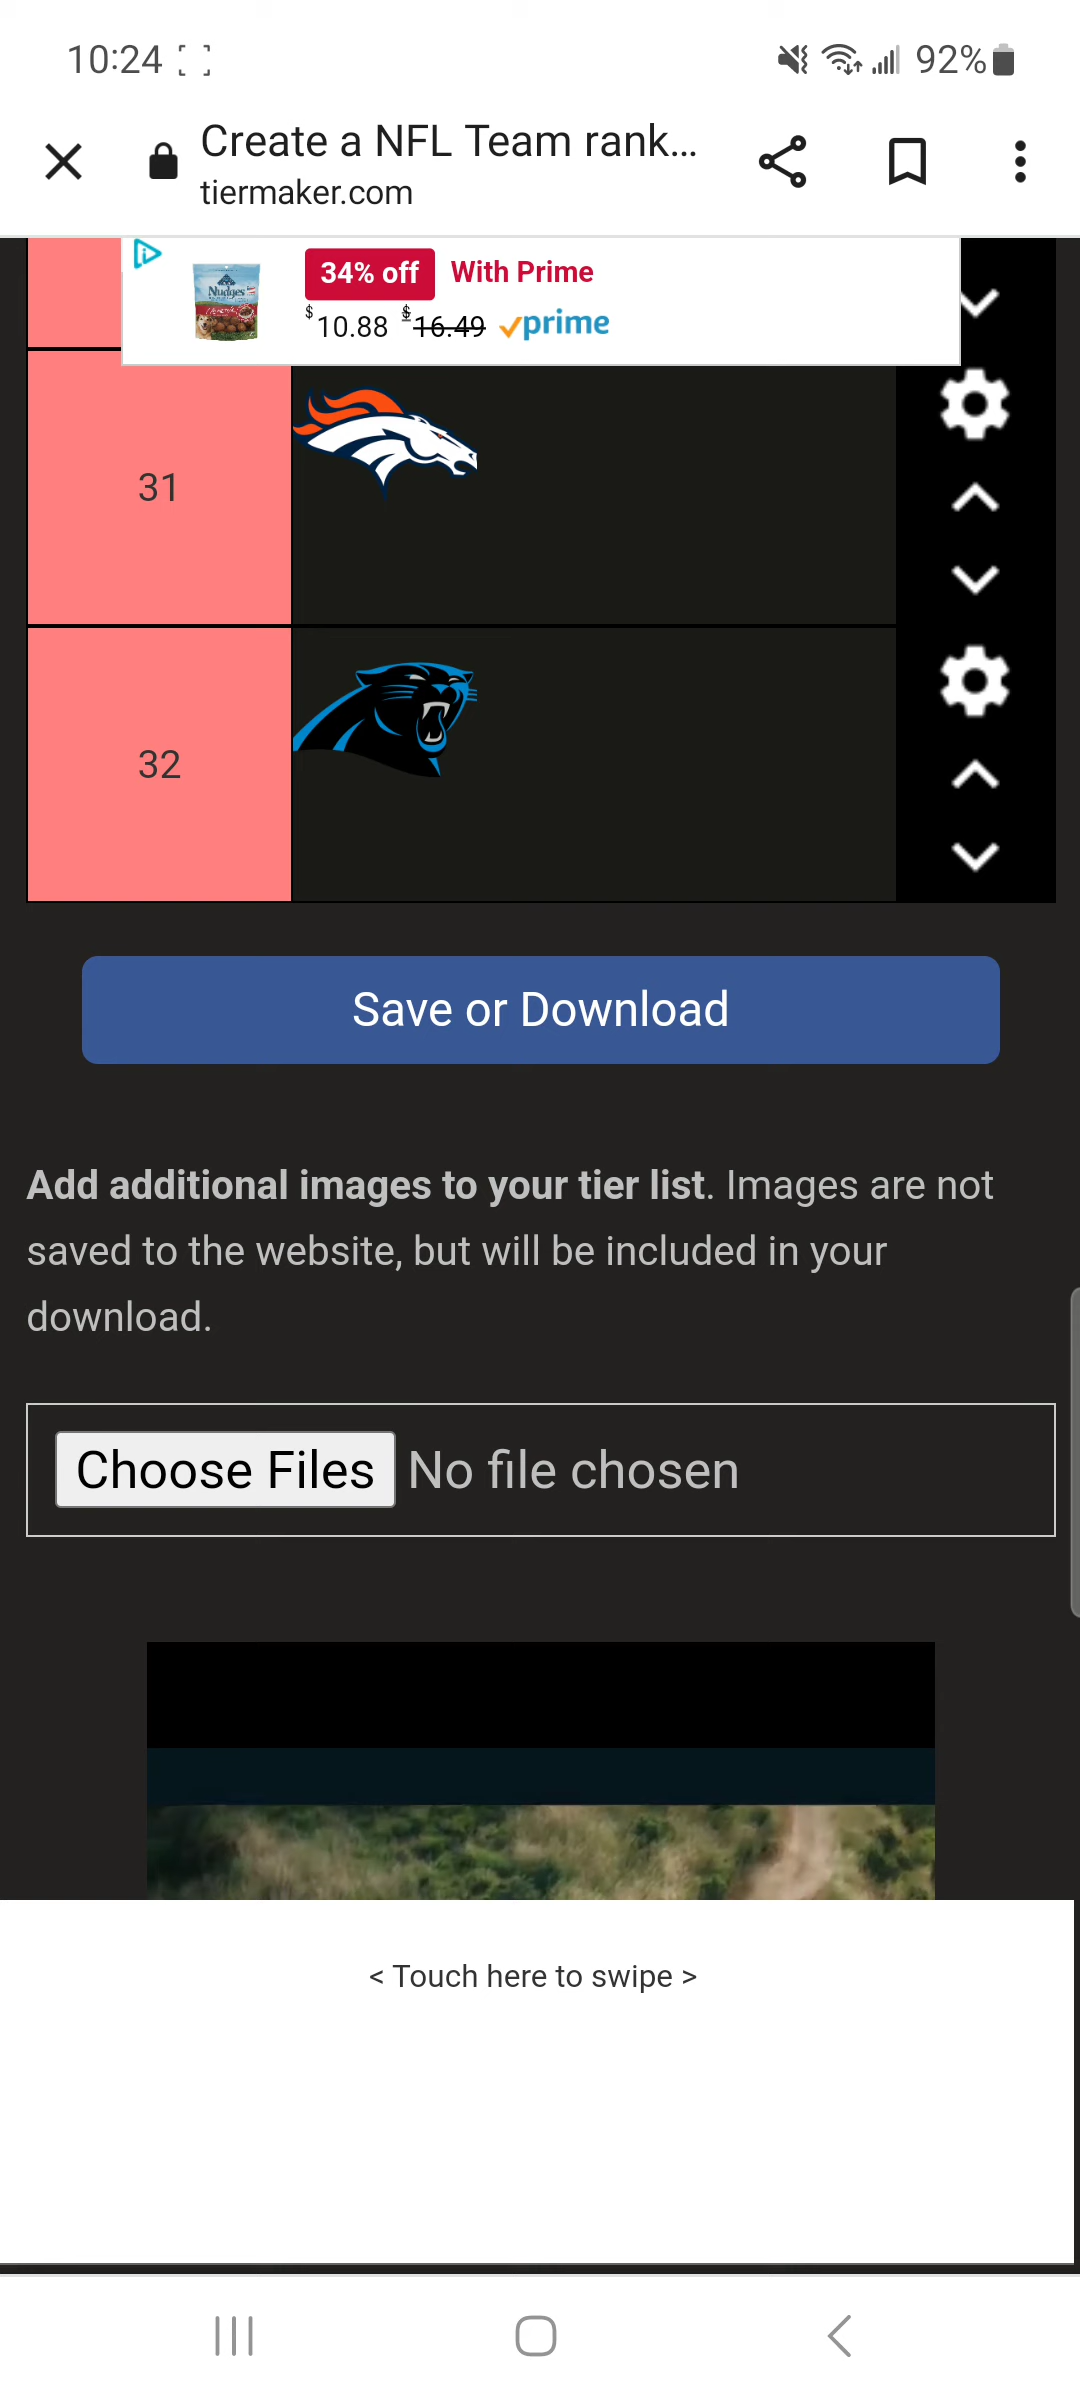 10:24
92%
Create a NFL Team rank...
tiermaker.com
34% off With Prime
$10.88 $16.49 prime
Nudges
31
32
Save or Download
Add additional images to your tier list. Images are not
saved to the website, but will be included in your
download.
Choose Files No file chosen
< Touch here to swipe >